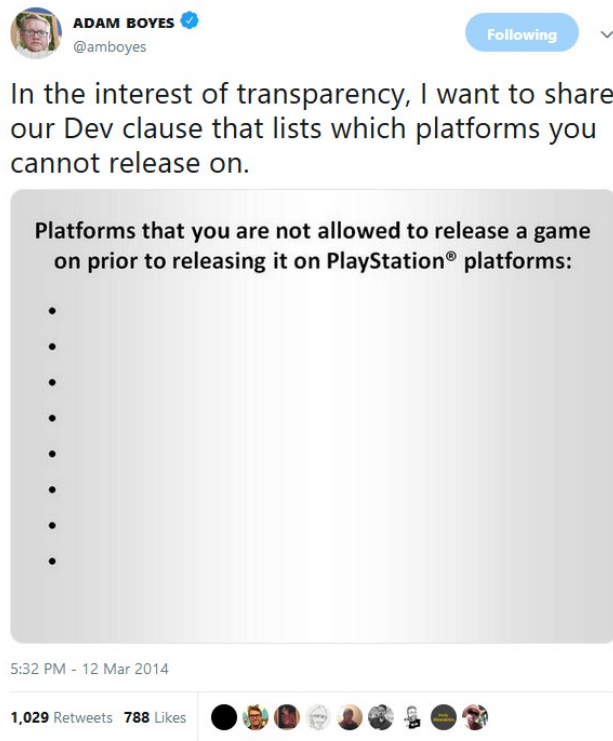 ADAM BOYES
@amboyes
Following
In the interest of transparency, I want to share
our Dev clause that lists which platforms you
cannot release on.
Platforms that you are not allowed to release a game
on prior to releasing it on PlayStation® platforms:
•
•
•
•
•
•
•
•
5:32 PM - 12 Mar 2014
1,029 Retweets 788 Likes